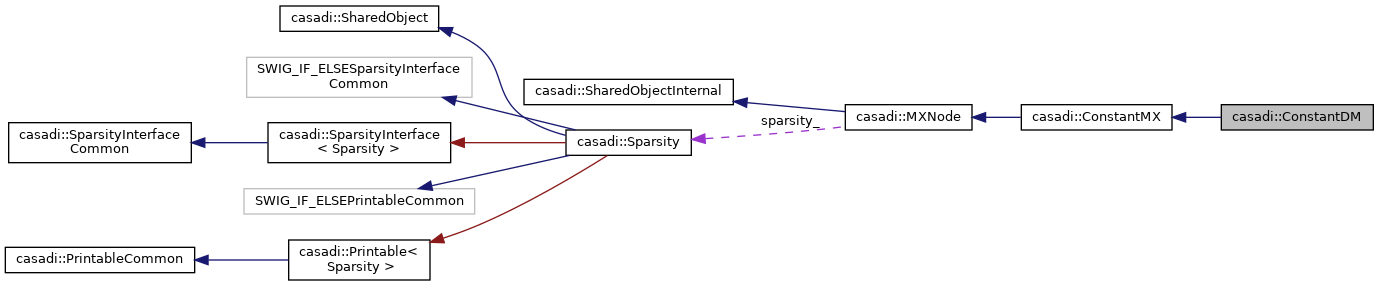 casadi::SharedObject
SWIG_IF_ELSESparsityInterface
Common
casadi::SharedObjectInternal
casadi::MXNode
casadi::ConstantMX
casadi::ConstantDM
sparsity_
casadi::SparsityInterface
Common
casadi::SparsityInterface
< Sparsity >
casadi::Sparsity
SWIG_IF_ELSEPrintableCommon
casadi::PrintableCommon
casadi::Printable<
Sparsity >